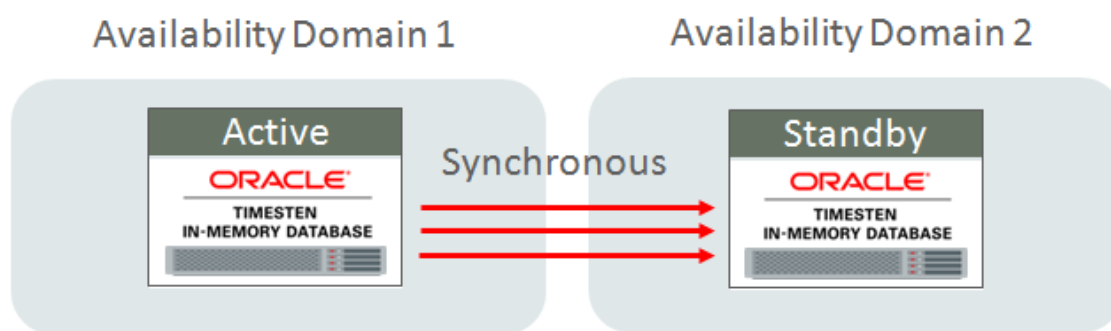 Availability Domain 1
Availability Domain 2
Active
ORACLE®
TIMESTEN
IN-MEMORY DATABASE
Synchronous
Standby
ORACLE®
TIMESTEN
IN-MEMORY DATABASE